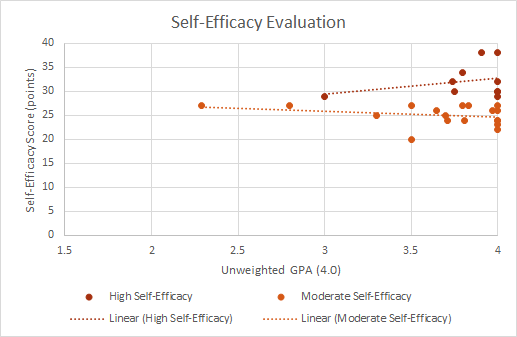 Self-Efficacy Evaluation
40
35
30
25
20
15
10
5
0
Self-Efficacy Score (points)
1.5 2 2.5 3 3.5 4
Unweighted GPA (4.0)
High Self-Efficacy Moderate Self-Efficacy
Linear (High Self-Efficacy) Linear (Moderate Self-Efficacy)